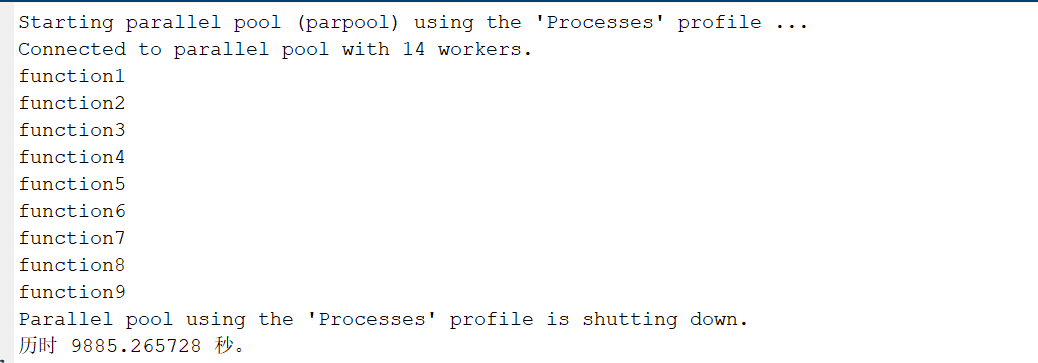 Starting parallel pool (parpool) using the 'Processes' profile ...
Connected to parallel pool with 14 workers.
function1
function2
function3
function4
function5
function6
function7
function8
function9
Parallel pool using the 'Processes' profile is shutting down.
历时 9885.265728 秒。